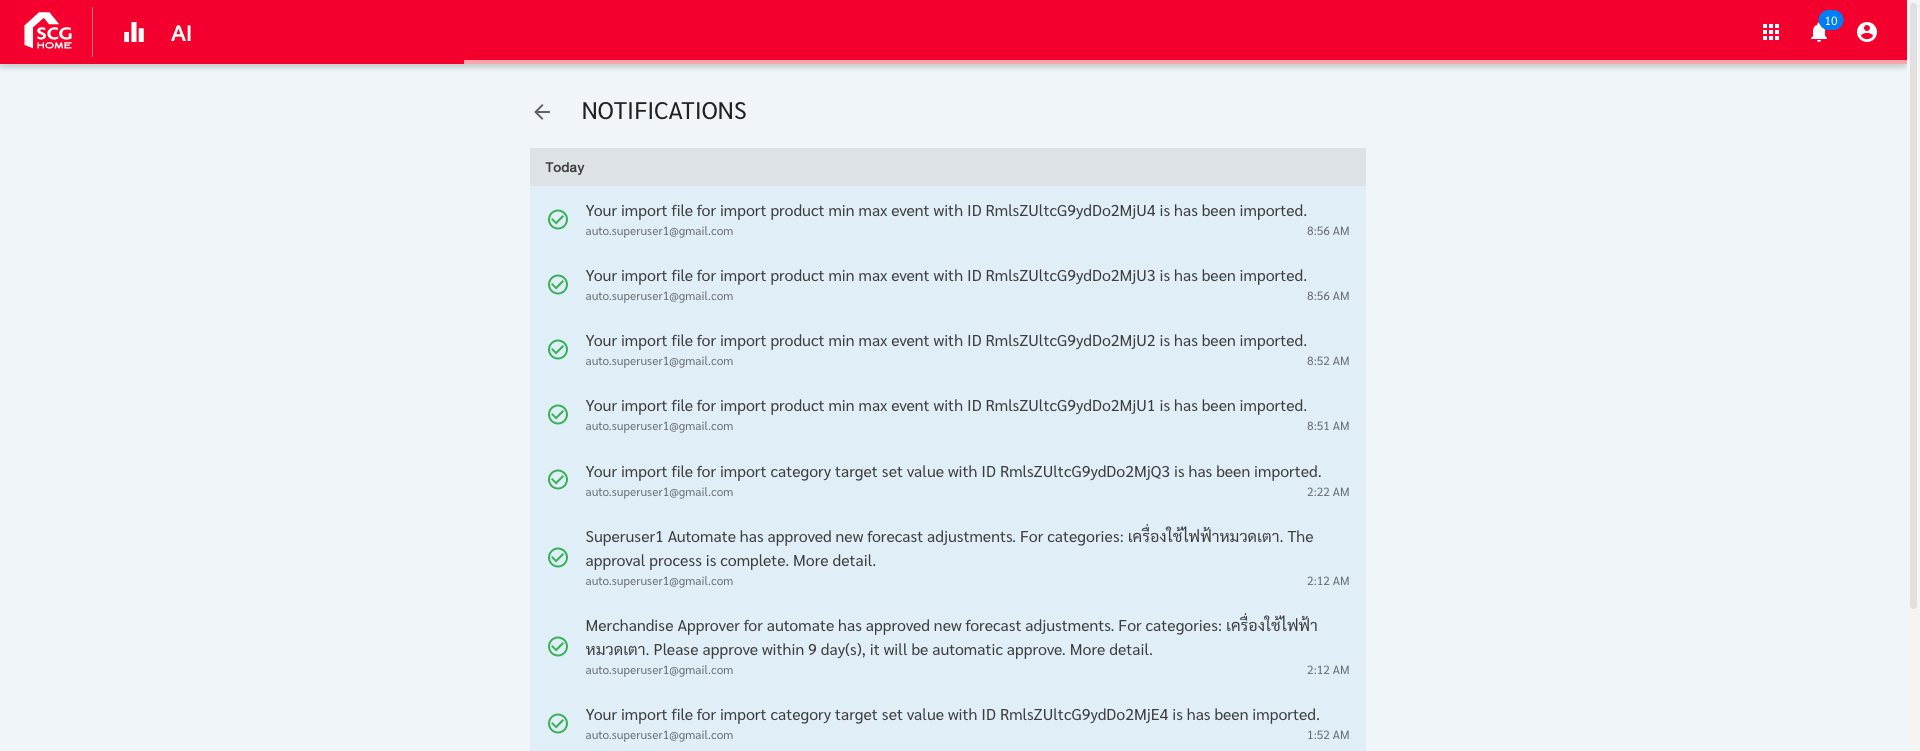 SCG
HOME
AI
10
NOTIFICATIONS
Today
Your import file for import product min max event with ID RmlsZUltcG9ydDo2MjU4 is has been imported.
auto.superuser1@gmail.com 8:56 AM
Your import file for import product min max event with ID RmlsZUltcG9ydDo2MjU3 is has been imported.
auto.superuser1@gmail.com 8:56 AM
Your import file for import product min max event with ID RmlsZUltcG9ydDo2MjU2 is has been imported.
auto.superuser1@gmail.com 8:52 AM
Your import file for import product min max event with ID RmlsZUltcG9ydDo2MjU1 is has been imported.
auto.superuser1@gmail.com 8:51 AM
Your import file for import category target set value with ID RmlsZUltcG9ydDo2MjQ3 is has been imported.
auto.superuser1@gmail.com 2:22 AM
Superuser1 Automate has approved new forecast adjustments. For categories: เครื่องใช้ไฟฟ้าหมวดเตา. The
approval process is complete. More detail.
auto.superuser1@gmail.com 2:12 AM
Merchandise Approver for automate has approved new forecast adjustments. For categories: เครื่องใช้ไฟฟ้า
หมวดเตา. Please approve within 9 day(s), it will be automatic approve. More detail.
auto.superuser1@gmail.com 2:12 AM
Your import file for import category target set value with ID RmlsZUltcG9ydDo2MjE4 is has been imported.
auto.superuser1@gmail.com 1:52 AM